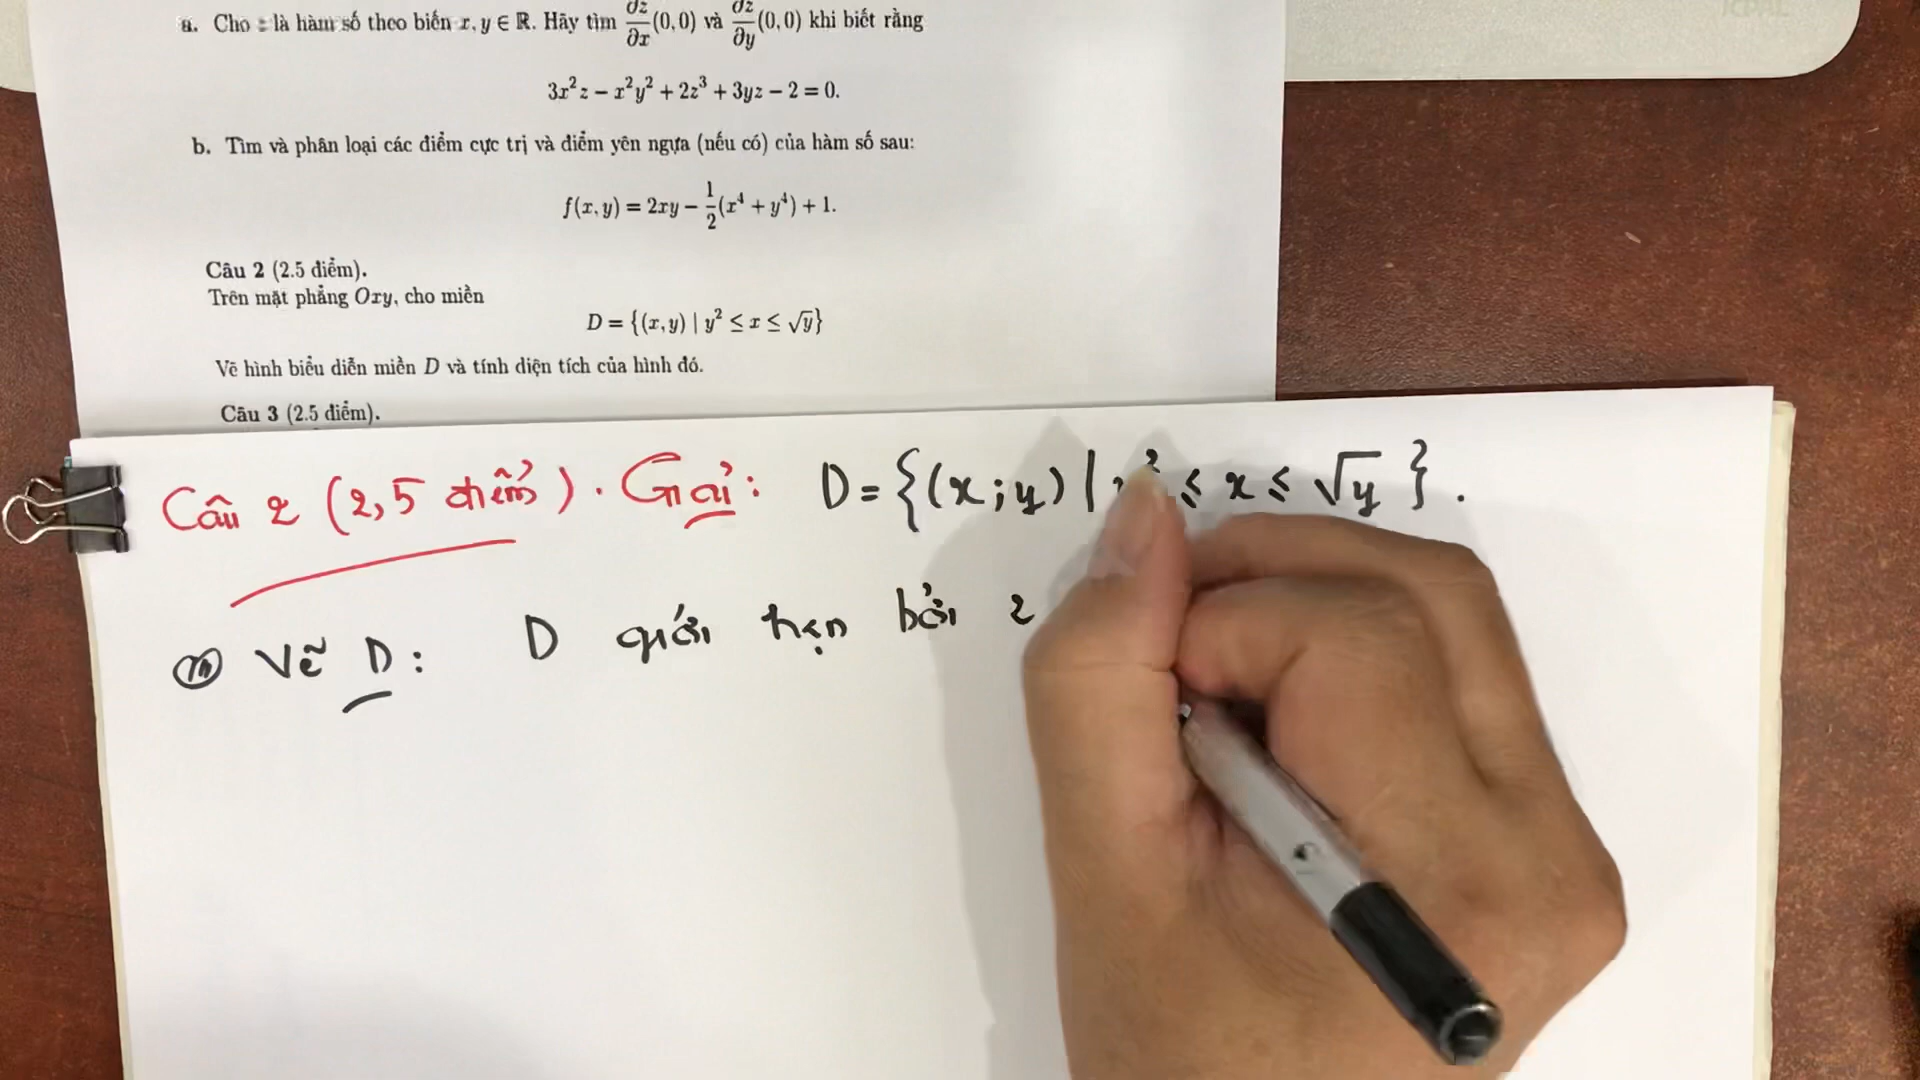 a. Cho z là hàm số theo biến x, y ∈ ℝ. Hãy tìm ∂z/∂x (0,0) và ∂z/∂y (0,0) khi biết rằng
3x²z − x²y² + 2z³ + 3yz − 2 = 0.
b. Tìm và phân loại các điểm cực trị và điểm yên ngựa (nếu có) của hàm số sau:
f(x, y) = 2xy − 1/2 (x⁴ + y⁴) + 1.
Câu 2 (2.5 điểm).
Trên mặt phẳng Oxy, cho miền
D = {(x, y) | y² ≤ x ≤ √y}
Vẽ hình biểu diễn miền D và tính diện tích của hình đó.
Câu 3 (2.5 điểm).
Câu 2 (2,5 điểm). Giải: D = {(x; y) | ² ≤ x ≤ √y}.
Vẽ D: D giới hạn bởi 2